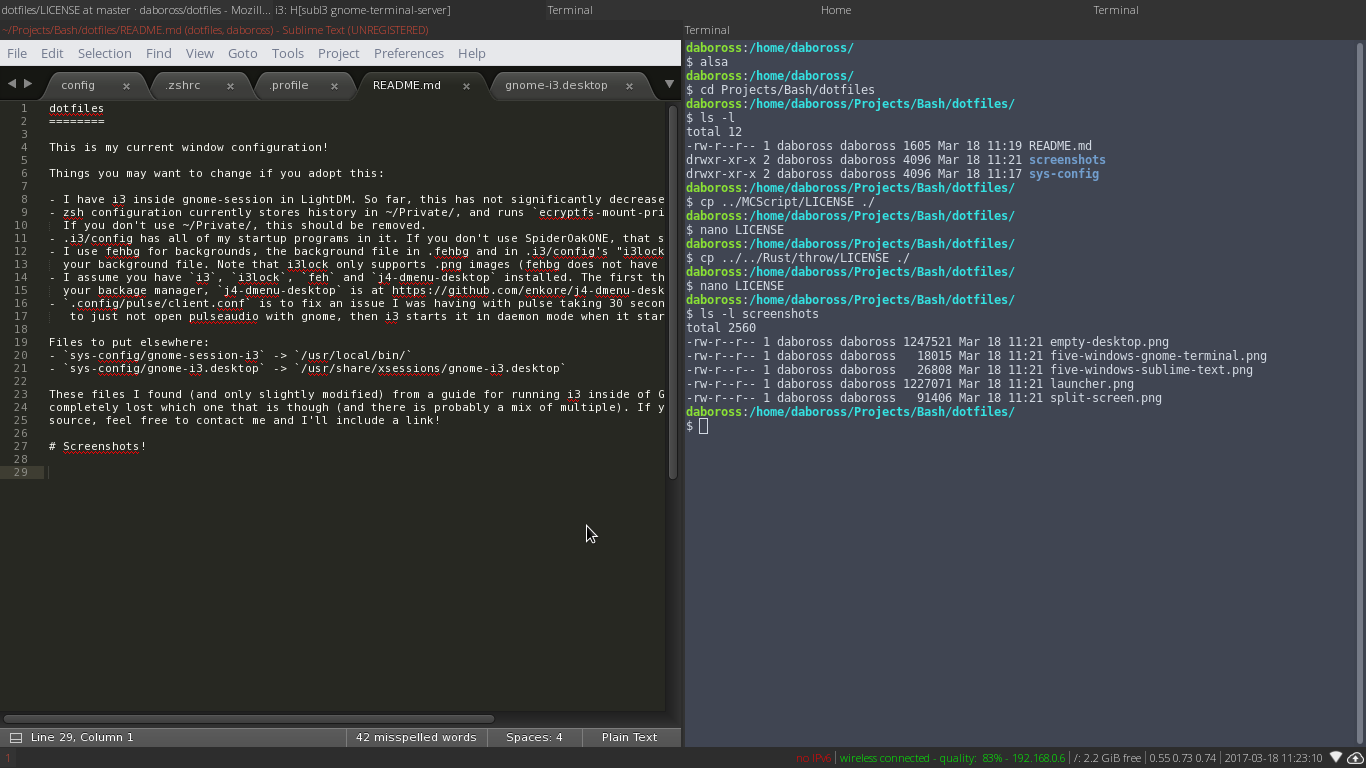 dotfiles/LICENSE at master · daboross/dotfiles - Mozill... i3: H[subl3 gnome-terminal-server] Terminal Home Terminal
~/Projects/Bash/dotfiles/README.md (dotfiles, daboross) - Sublime Text (UNREGISTERED)
File Edit Selection Find View Goto Tools Project Preferences Help
config × .zshrc × .profile × README.md × gnome-i3.desktop ×
1 dotfiles
2 ========
3
4 This is my current window configuration!
5
6 Things you may want to change if you adopt this:
7
8 - I have i3 inside gnome-session in LightDM. So far, this has not significantly decrease
9 - zsh configuration currently stores history in ~/Private/, and runs `ecryptfs-mount-pri
10 If you don't use ~/Private/, this should be removed.
11 - .i3/config has all of my startup programs in it. If you don't use SpiderOakONE, that s
12 - I use fehbg for backgrounds, the background file in .fehbg and in .i3/config's "i3lock
13 your background file. Note that i3lock only supports .png images (fehbg does not have
14 - I assume you have `i3`, `i3lock`, `feh` and `j4-dmenu-desktop` installed. The first th
15 your backage manager, `j4-dmenu-desktop` is at https://github.com/enkore/j4-dmenu-desk
16 - `.config/pulse/client.conf` is to fix an issue I was having with pulse taking 30 secon
17 to just not open pulseaudio with gnome, then i3 starts it in daemon mode when it star
18
19 Files to put elsewhere:
20 - `sys-config/gnome-session-i3` -> `/usr/local/bin/`
21 - `sys-config/gnome-i3.desktop` -> `/usr/share/xsessions/gnome-i3.desktop`
22
23 These files I found (and only slightly modified) from a guide for running i3 inside of G
24 completely lost which one that is though (and there is probably a mix of multiple). If y
25 source, feel free to contact me and I'll include a link!
26
27 # Screenshots!
28
29
Line 29, Column 1 42 misspelled words Spaces: 4 Plain Text
Terminal
daboross:/home/daboross/
$ alsa
daboross:/home/daboross/
$ cd Projects/Bash/dotfiles
daboross:/home/daboross/Projects/Bash/dotfiles/
$ ls -l
total 12
-rw-r--r-- 1 daboross daboross 1605 Mar 18 11:19 README.md
drwxr-xr-x 2 daboross daboross 4096 Mar 18 11:21 screenshots
drwxr-xr-x 2 daboross daboross 4096 Mar 18 11:17 sys-config
daboross:/home/daboross/Projects/Bash/dotfiles/
$ cp ../MCScript/LICENSE ./
daboross:/home/daboross/Projects/Bash/dotfiles/
$ nano LICENSE
daboross:/home/daboross/Projects/Bash/dotfiles/
$ cp ../../Rust/throw/LICENSE ./
daboross:/home/daboross/Projects/Bash/dotfiles/
$ nano LICENSE
daboross:/home/daboross/Projects/Bash/dotfiles/
$ ls -l screenshots
total 2560
-rw-r--r-- 1 daboross daboross 1247521 Mar 18 11:21 empty-desktop.png
-rw-r--r-- 1 daboross daboross 18015 Mar 18 11:21 five-windows-gnome-terminal.png
-rw-r--r-- 1 daboross daboross 26808 Mar 18 11:21 five-windows-sublime-text.png
-rw-r--r-- 1 daboross daboross 1227071 Mar 18 11:21 launcher.png
-rw-r--r-- 1 daboross daboross 91406 Mar 18 11:21 split-screen.png
daboross:/home/daboross/Projects/Bash/dotfiles/
$
1 no IPv6 | wireless connected - quality: 83% - 192.168.0.6 | /: 2.2 GiB free | 0.55 0.73 0.74 | 2017-03-18 11:23:10